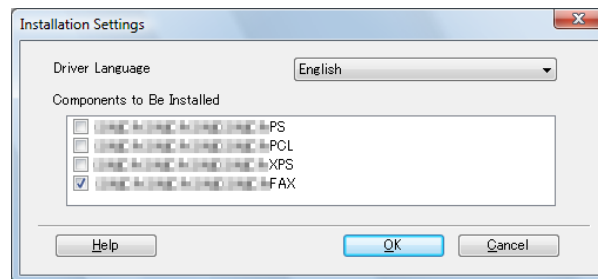 Installation Settings
Driver Language English
Components to Be Installed
PS
PCL
XPS
FAX
Help OK Cancel